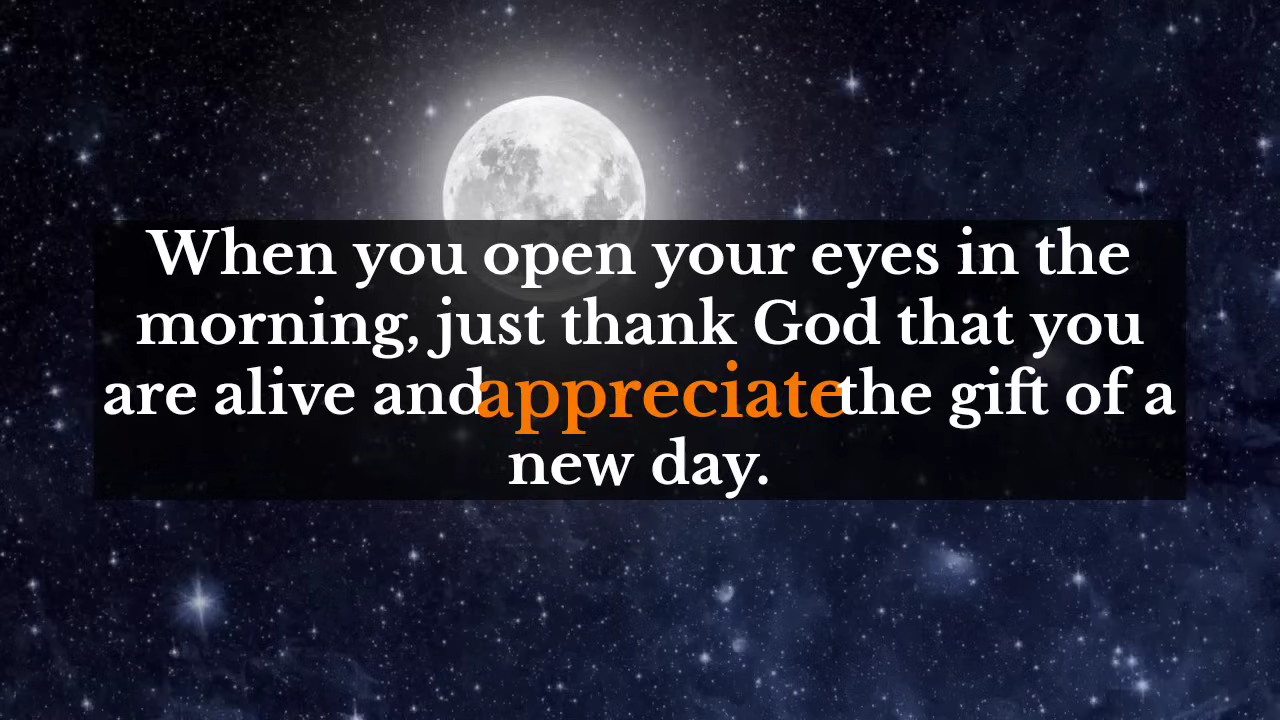 When you open your eyes in the
morning, just thank God that you
are alive and appreciate the gift of a
new day.